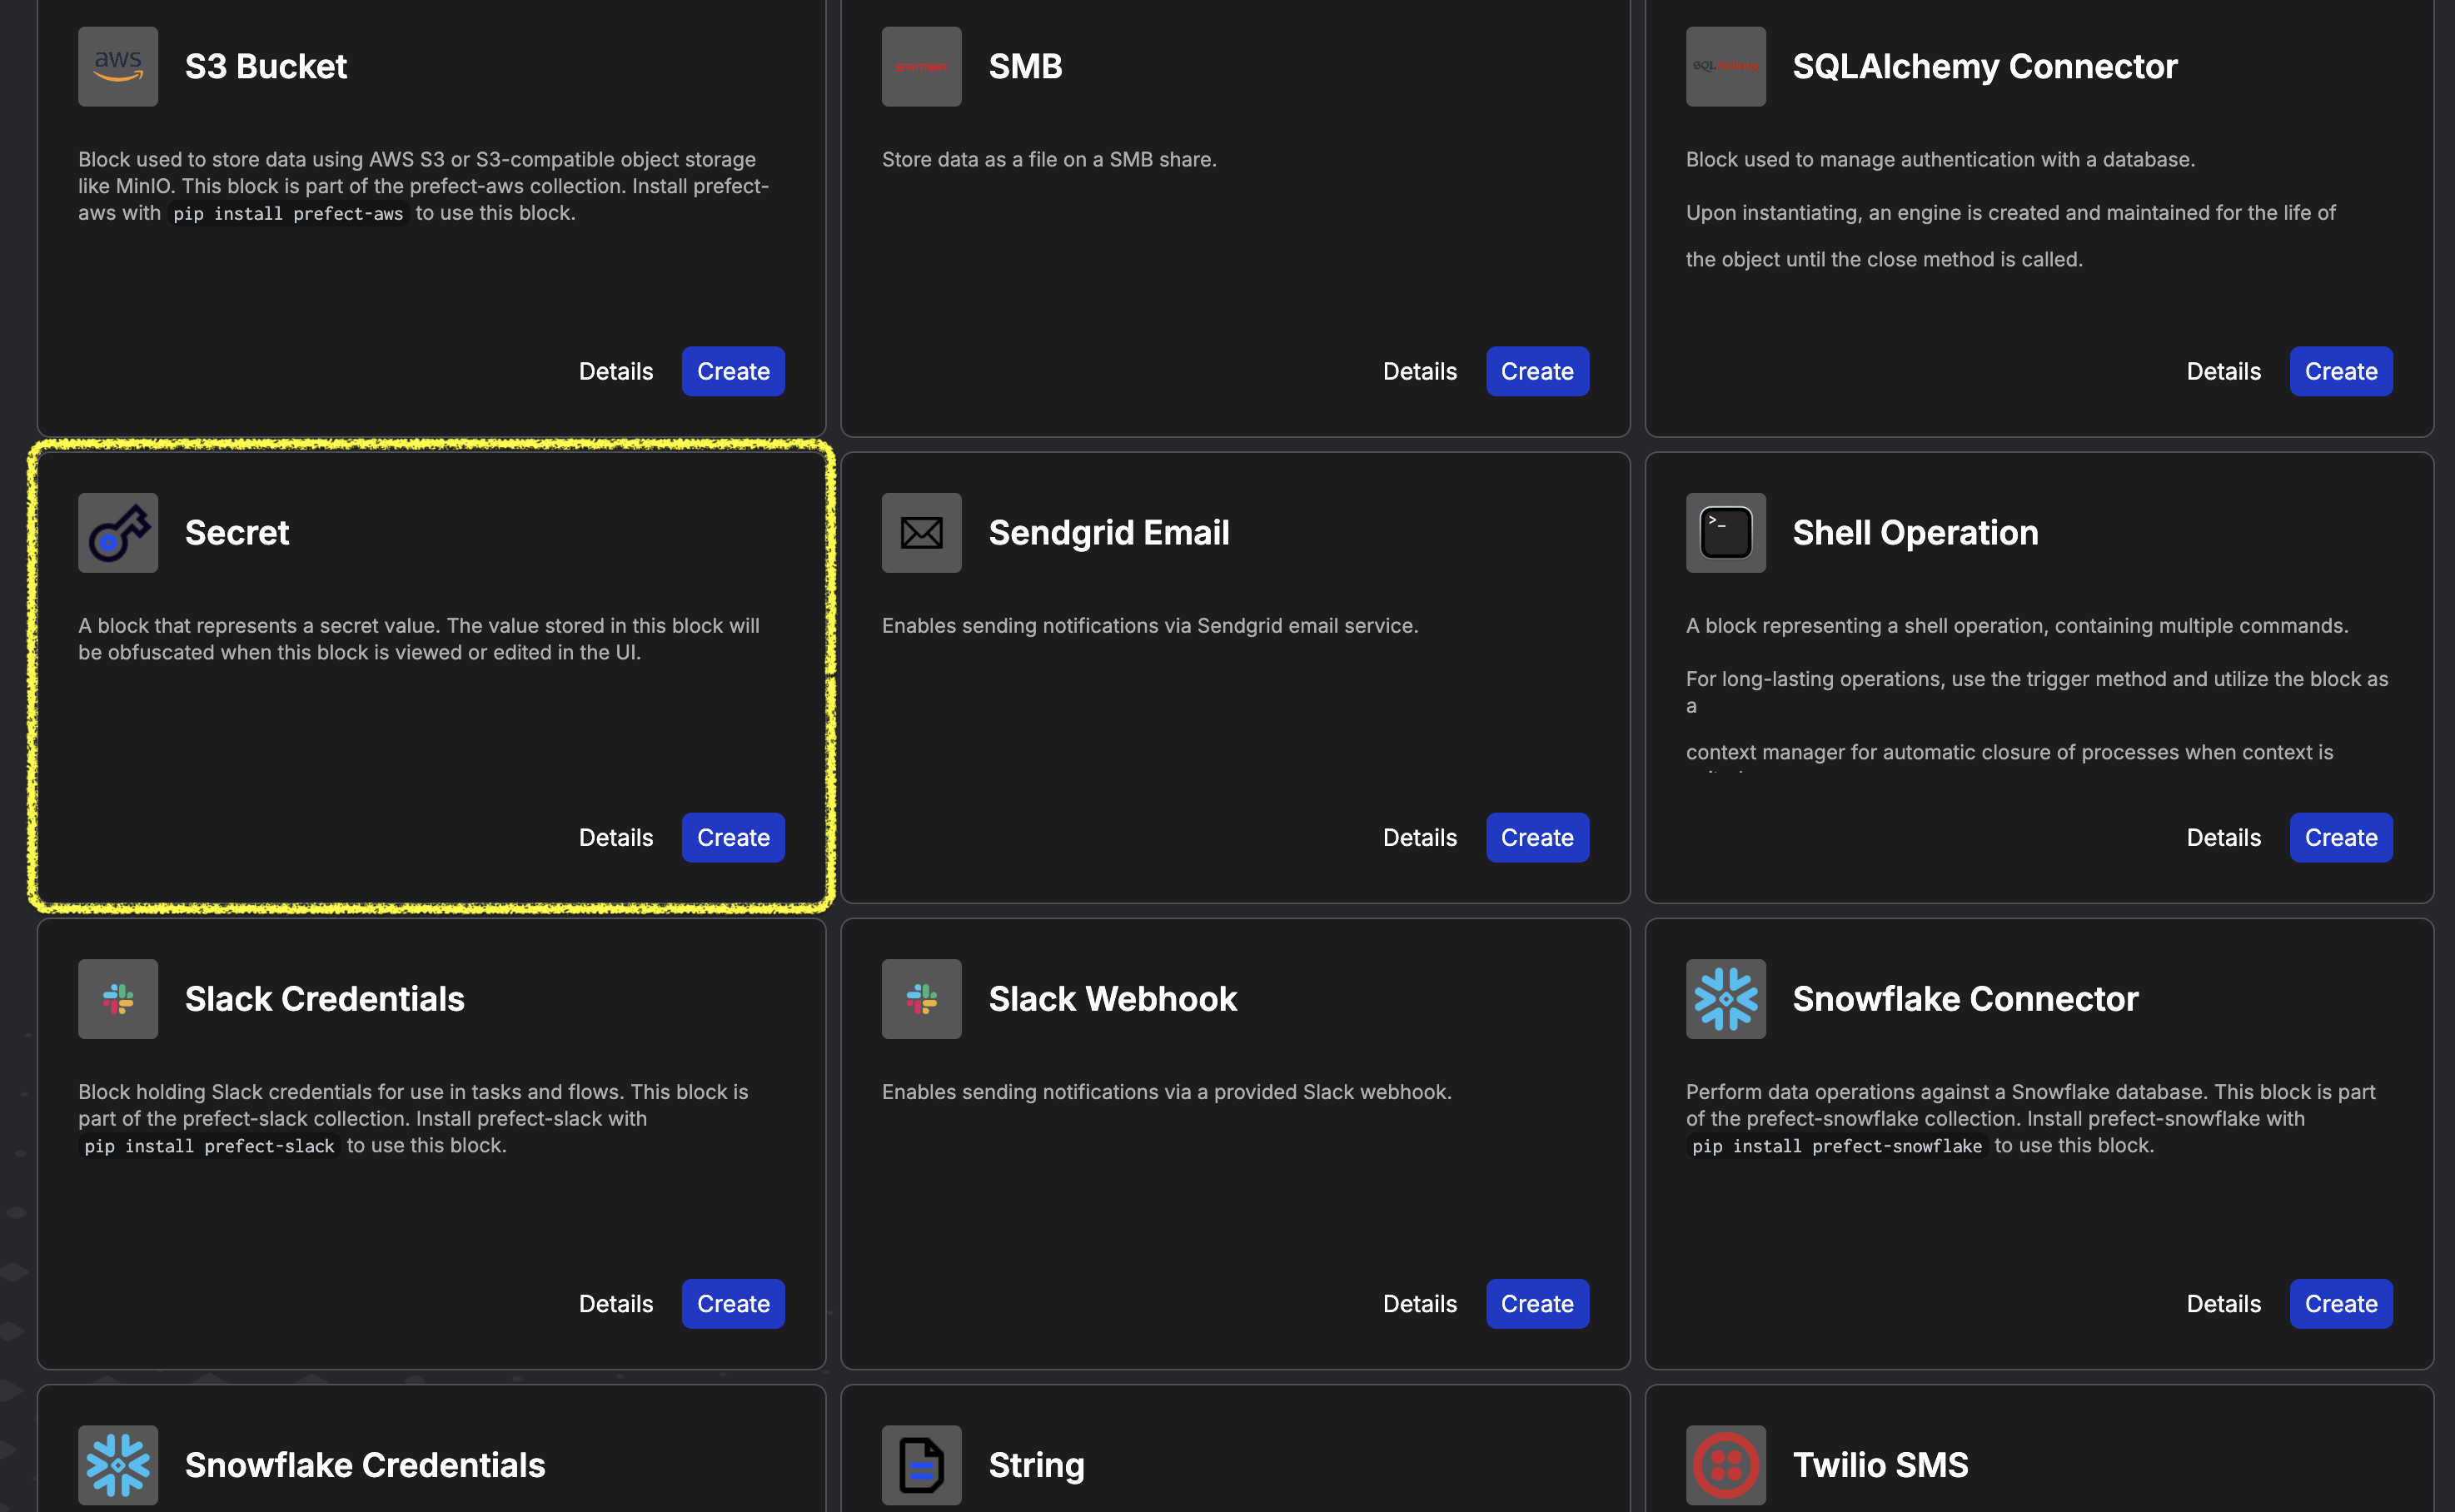 aws
S3 Bucket
Block used to store data using AWS S3 or S3-compatible object storage
like MinIO. This block is part of the prefect-aws collection. Install prefect-
aws with pip install prefect-aws to use this block.
Details
Create
SAMBA
SMB
Store data as a file on a SMB share.
Details
Create
SQLAlchemy
SQLAlchemy Connector
Block used to manage authentication with a database.
Upon instantiating, an engine is created and maintained for the life of
the object until the close method is called.
Details
Create
Secret
A block that represents a secret value. The value stored in this block will
be obfuscated when this block is viewed or edited in the UI.
Details
Create
Sendgrid Email
Enables sending notifications via Sendgrid email service.
Details
Create
>_
Shell Operation
A block representing a shell operation, containing multiple commands.
For long-lasting operations, use the trigger method and utilize the block as
a
context manager for automatic closure of processes when context is
Details
Create
Slack Credentials
Block holding Slack credentials for use in tasks and flows. This block is
part of the prefect-slack collection. Install prefect-slack with
pip install prefect-slack to use this block.
Details
Create
Slack Webhook
Enables sending notifications via a provided Slack webhook.
Details
Create
Snowflake Connector
Perform data operations against a Snowflake database. This block is part
of the prefect-snowflake collection. Install prefect-snowflake with
pip install prefect-snowflake to use this block.
Details
Create
Snowflake Credentials
String
Twilio SMS